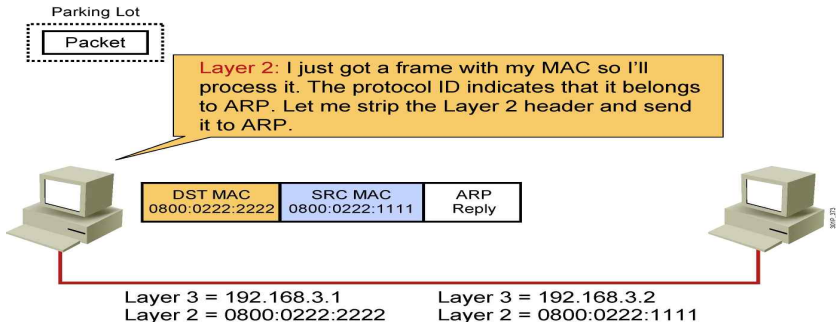 Parking Lot
Packet
Layer 2: I just got a frame with my MAC so I'll
process it. The protocol ID indicates that it belongs
to ARP. Let me strip the Layer 2 header and send
it to ARP.
DST MAC
0800:0222:2222
SRC MAC
0800:0222:1111
ARP
Reply
Layer 3 = 192.168.3.1
Layer 2 = 0800:0222:2222
Layer 3 = 192.168.3.2
Layer 2 = 0800:0222:1111